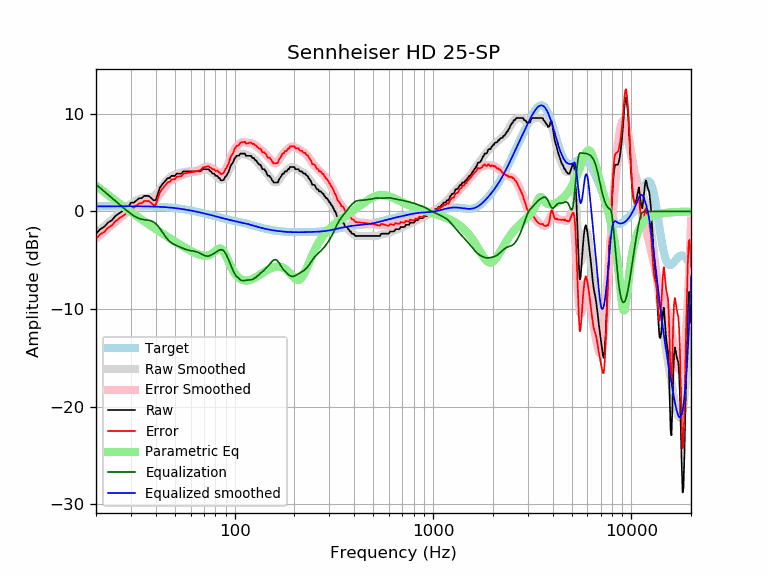 Sennheiser HD 25-SP
Amplitude (dBr)
10
0
−10
−20
−30
Target
Raw Smoothed
Error Smoothed
Raw
Error
Parametric Eq
Equalization
Equalized smoothed
100
1000
10000
Frequency (Hz)